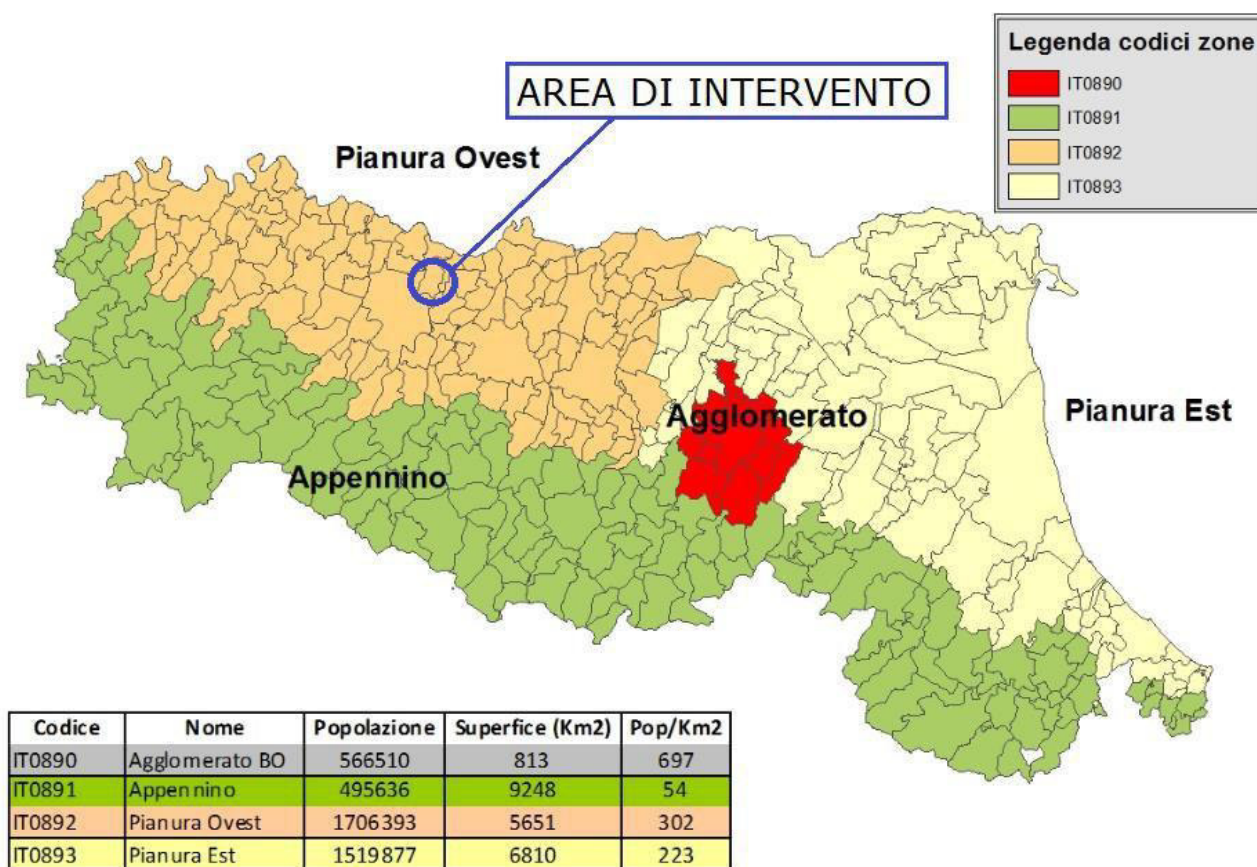 Legenda codici zone
IT0890
IT0891
IT0892
IT0893
AREA DI INTERVENTO
Pianura Ovest
Agglomerato
Pianura Est
Appennino
Codice Nome Popolazione Superfice (Km2) Pop/Km2
IT0890 Agglomerato BO 566510 813 697
IT0891 Appennino 495636 9248 54
IT0892 Pianura Ovest 1706393 5651 302
IT0893 Pianura Est 1519877 6810 223